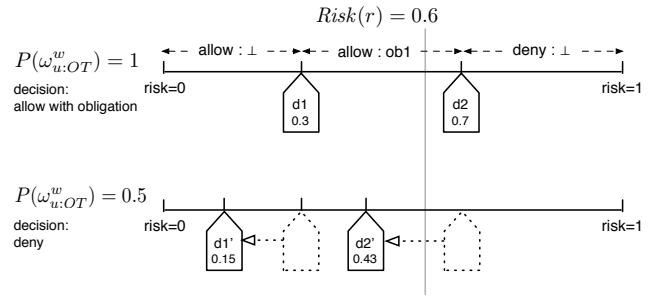 Risk(r) = 0.6
allow : ⊥ allow : ob1 deny : ⊥
P(ω^w_{u:OT}) = 1
decision:
allow with obligation
risk=0 risk=1
d1 d2
0.3 0.7
P(ω^w_{u:OT}) = 0.5
decision:
deny
risk=0 risk=1
d1' d2'
0.15 0.43